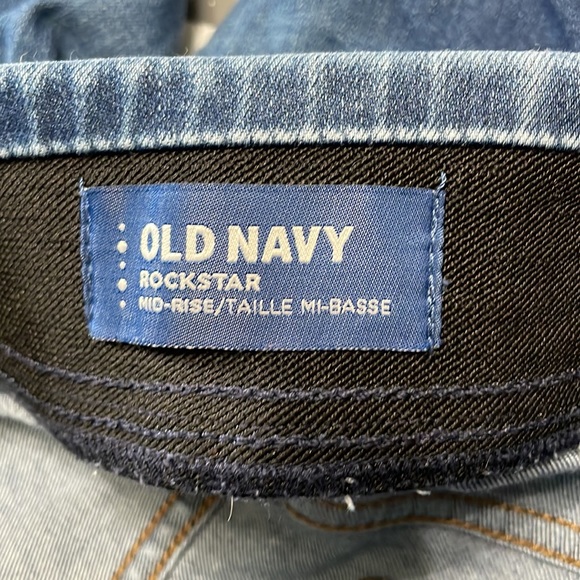 OLD NAVY
ROCKSTAR
MID-RISE/TAILLE MI-BASSE